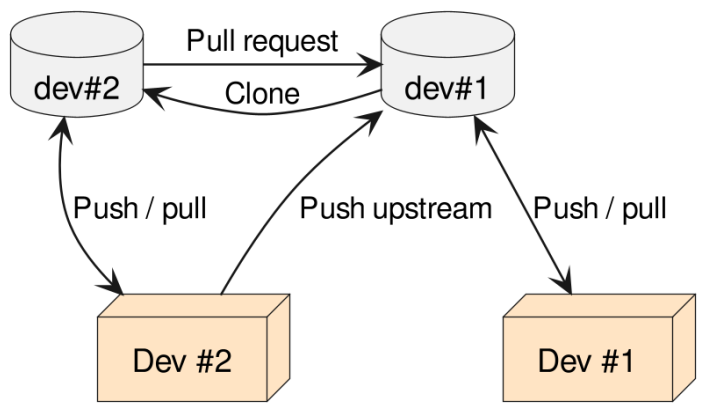 Pull request
dev#2
dev#1
Clone
Push / pull
Push upstream
Push / pull
Dev #2
Dev #1